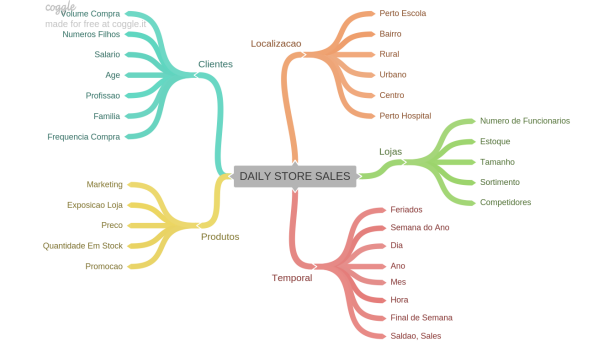 coggle
made for free at coggle.it
Volume Compra
Numeros Filhos
Salario
Age
Profissao
Familia
Frequencia Compra
Clientes
Localizacao
Perto Escola
Bairro
Rural
Urbano
Centro
Perto Hospital
Lojas
Numero de Funcionarios
Estoque
Tamanho
Sortimento
Competidores
DAILY STORE SALES
Marketing
Exposicao Loja
Preco
Quantidade Em Stock
Promocao
Produtos
Temporal
Feriados
Semana do Ano
Dia
Ano
Mes
Hora
Final de Semana
Saldao, Sales